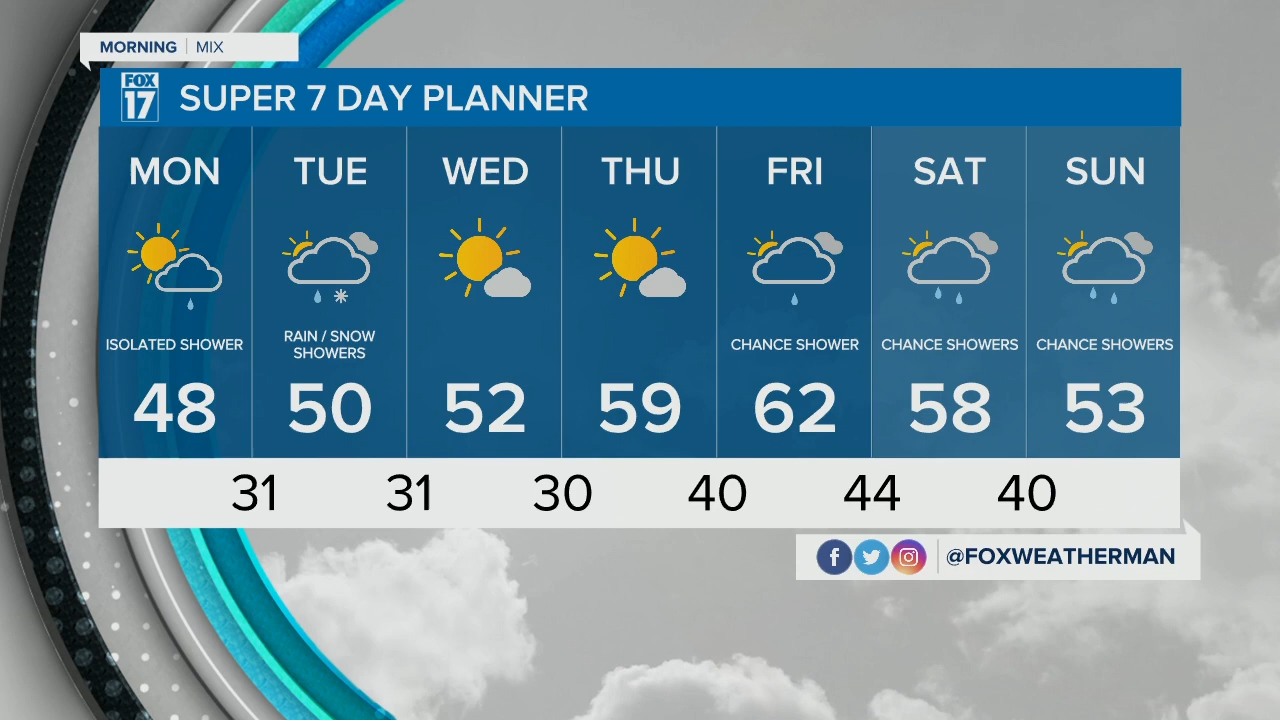 MORNING | MIX
FOX
17
SUPER 7 DAY PLANNER
MON TUE WED THU FRI SAT SUN
ISOLATED SHOWER
RAIN / SNOW
SHOWERS
CHANCE SHOWER
CHANCE SHOWERS
CHANCE SHOWERS
48 50 52 59 62 58 53
31 31 30 40 44 40
@FOXWEATHERMAN